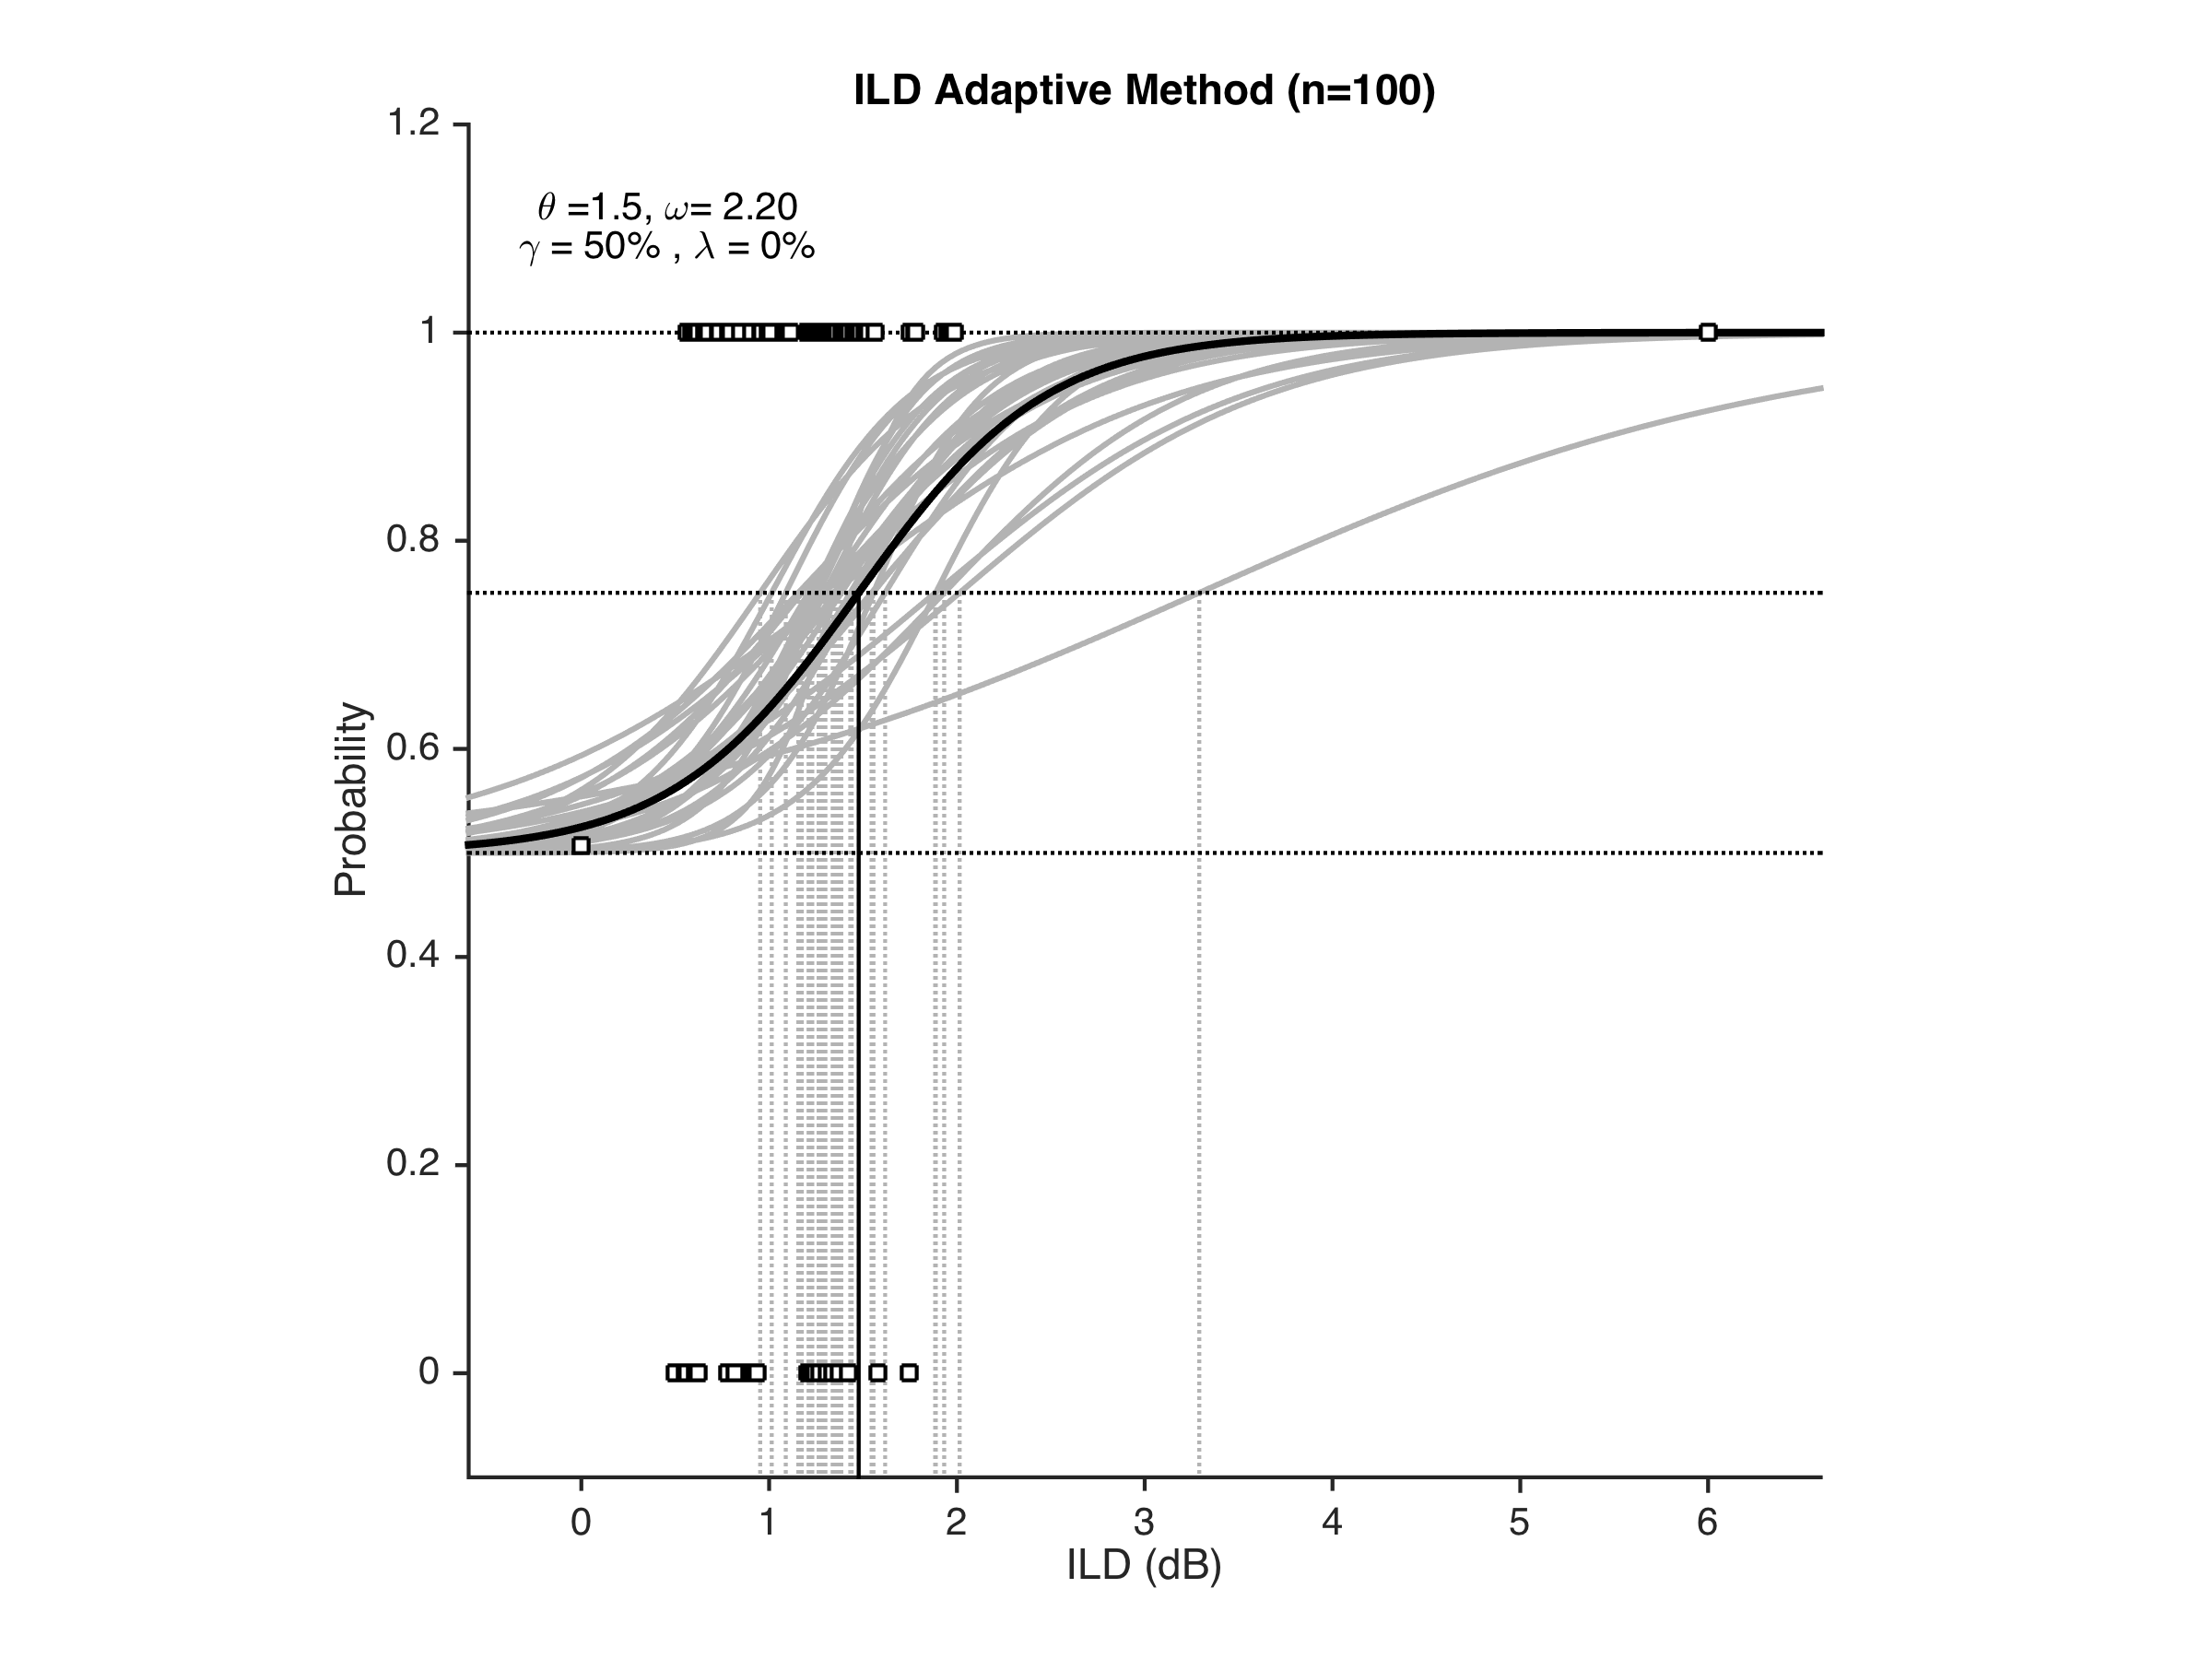 ILD Adaptive Method (n=100)
1.2
θ =1.5, ω= 2.20
γ = 50% , λ = 0%
1
0.8
0.6
0.4
0.2
0
Probability
0 1 2 3 4 5 6
ILD (dB)